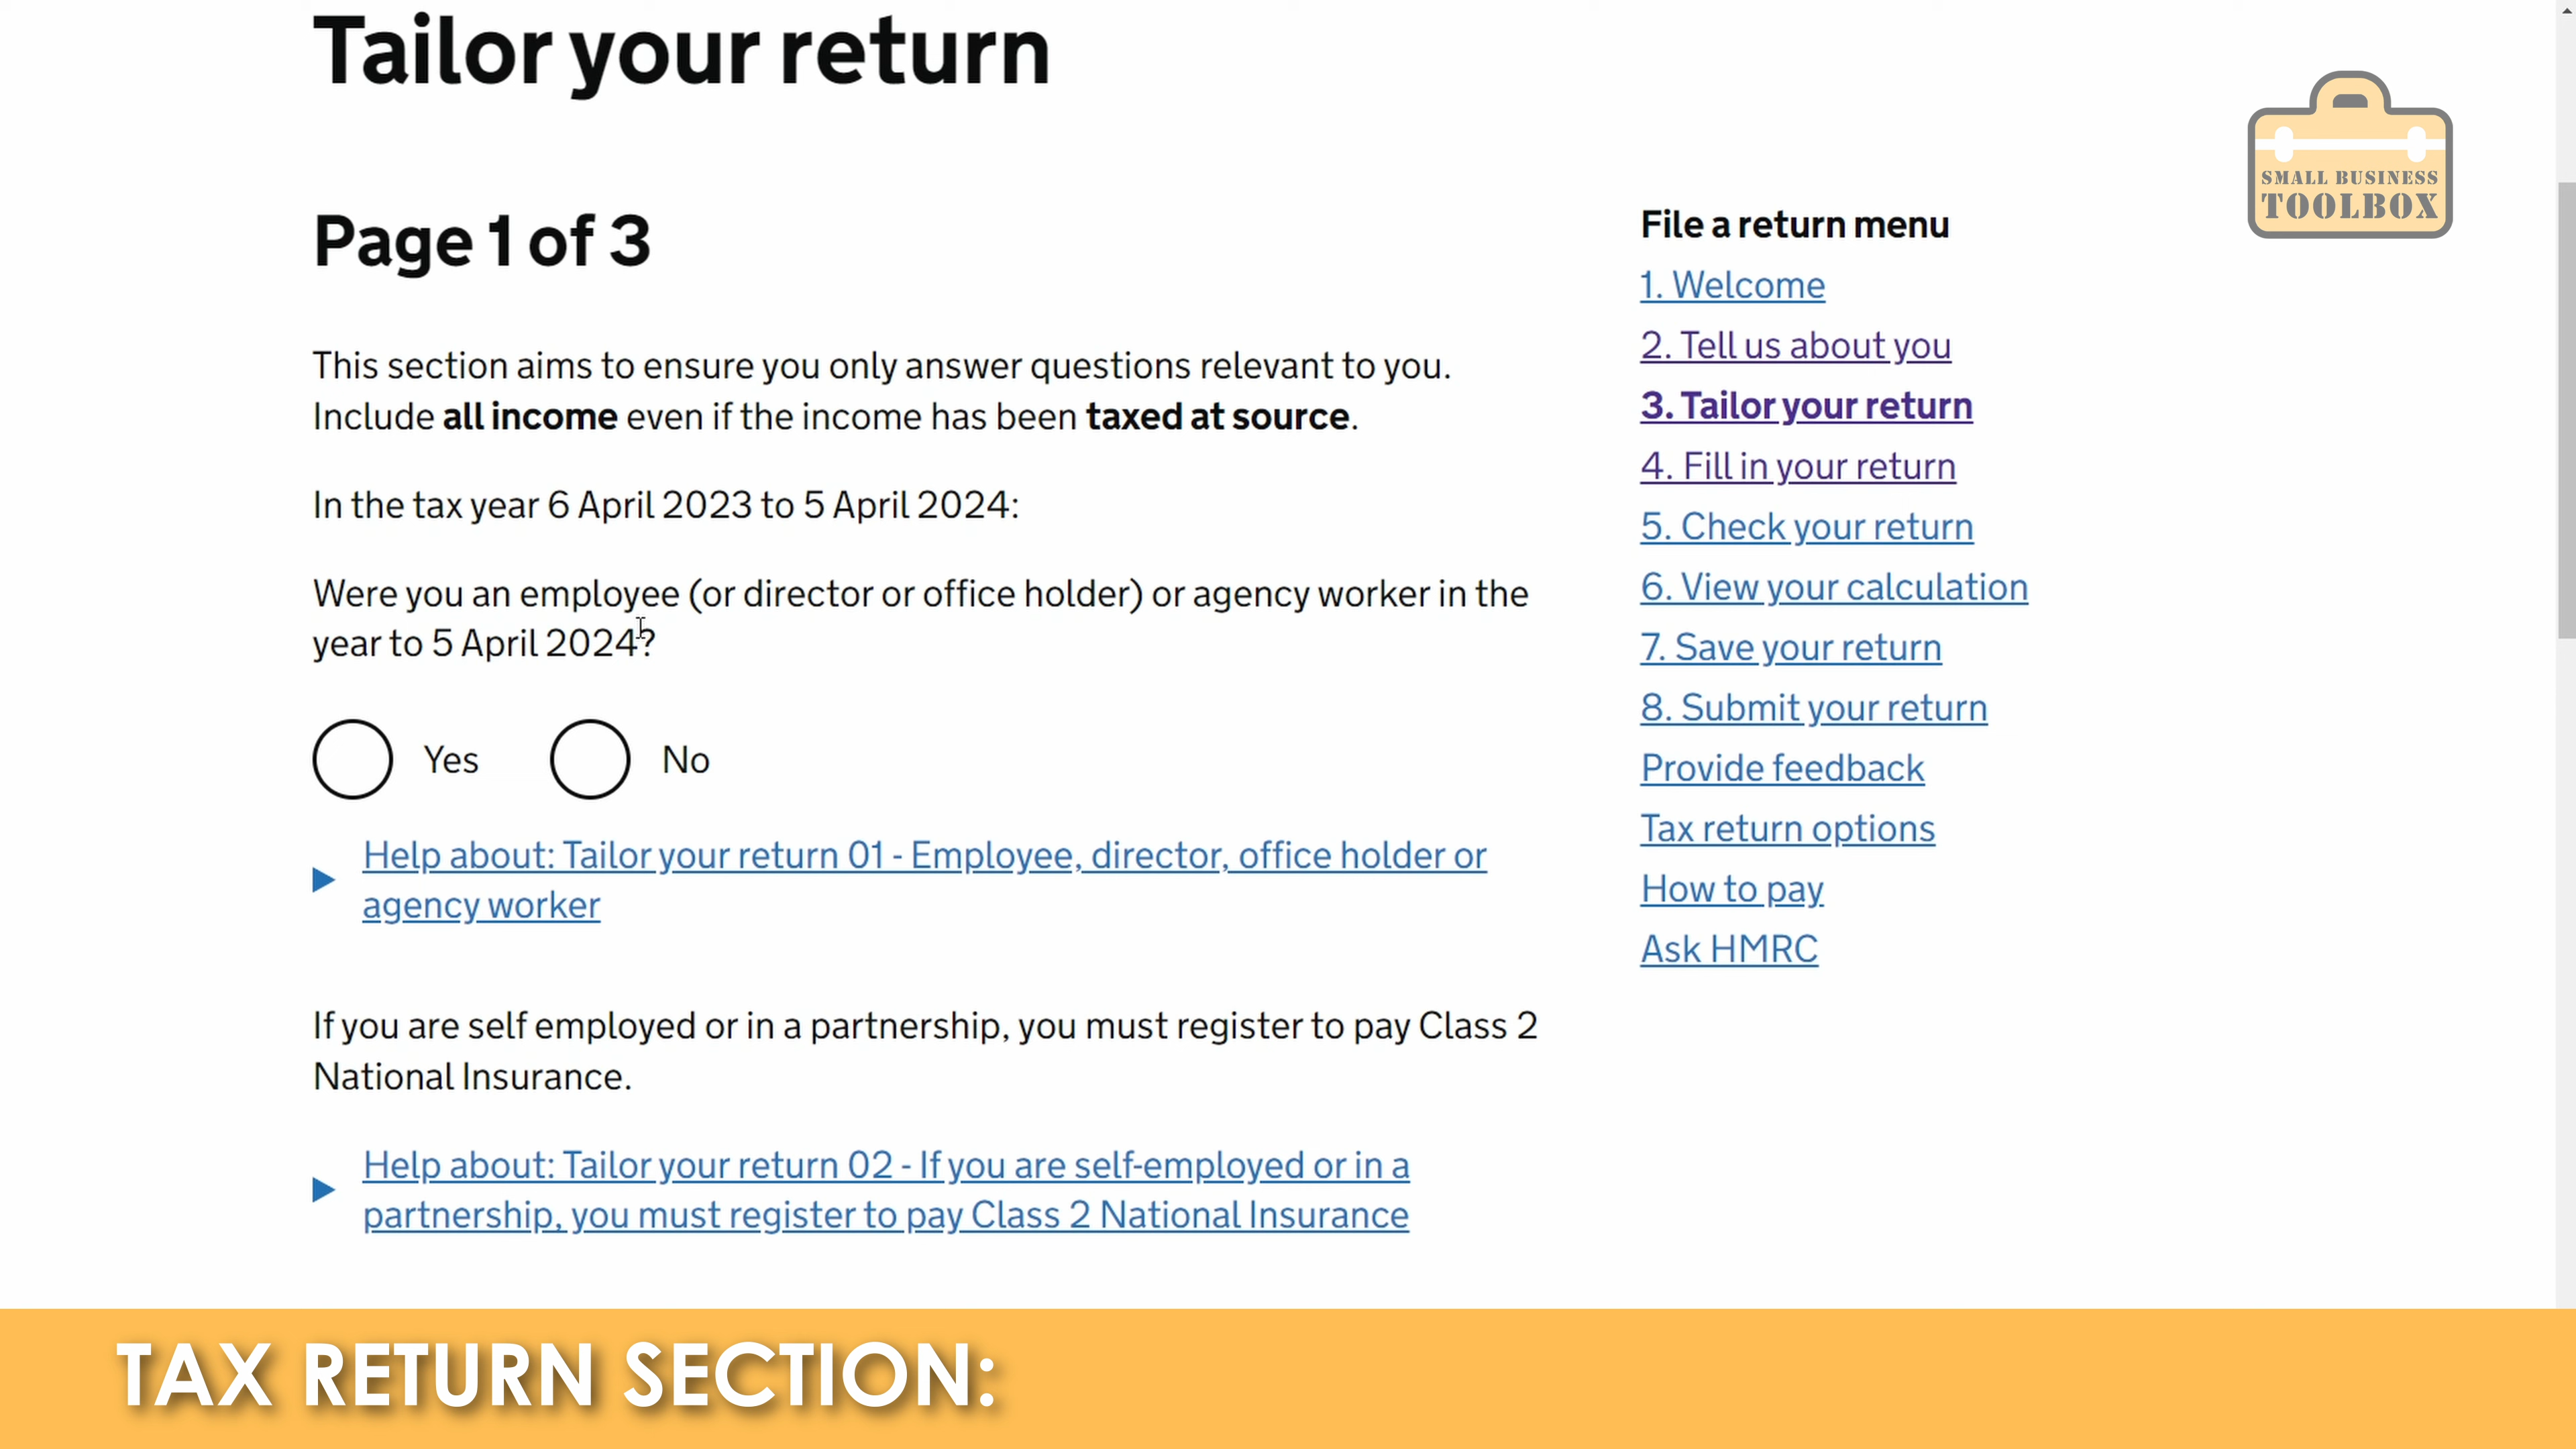 Tailor your return
Page 1 of 3
This section aims to ensure you only answer questions relevant to you.
Include all income even if the income has been taxed at source.
In the tax year 6 April 2023 to 5 April 2024:
Were you an employee (or director or office holder) or agency worker in the
year to 5 April 2024?
Yes
No
Help about: Tailor your return 01 - Employee, director, office holder or
agency worker
If you are self employed or in a partnership, you must register to pay Class 2
National Insurance.
Help about: Tailor your return 02 - If you are self-employed or in a
partnership, you must register to pay Class 2 National Insurance
File a return menu
1. Welcome
2. Tell us about you
3. Tailor your return
4. Fill in your return
5. Check your return
6. View your calculation
7. Save your return
8. Submit your return
Provide feedback
Tax return options
How to pay
Ask HMRC
SMALL BUSINESS
TOOLBOX
TAX RETURN SECTION: